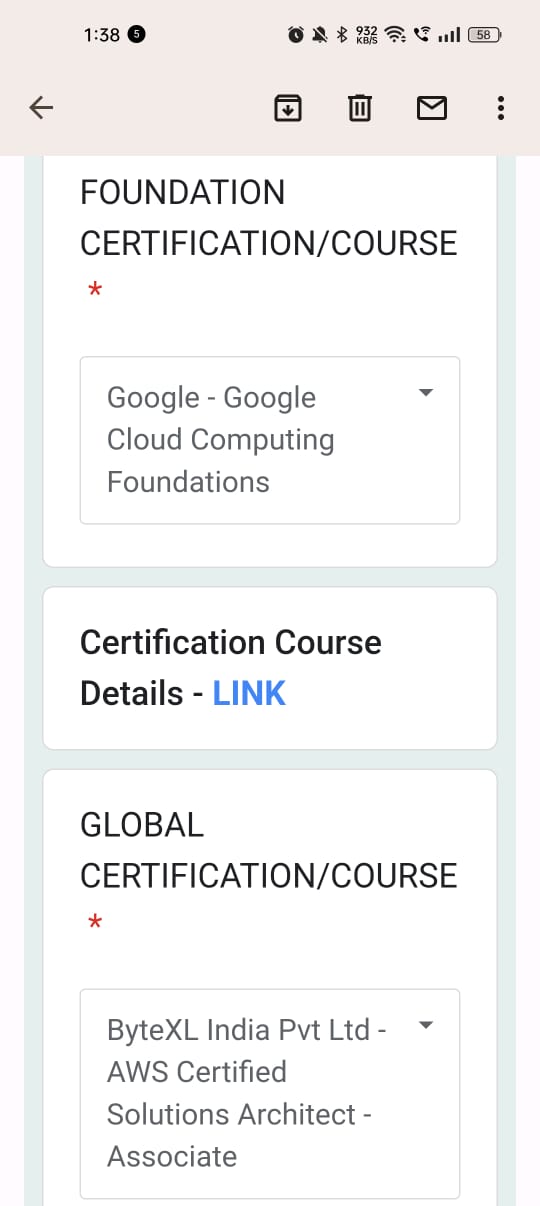 1:38 5 932 KB/S 58
FOUNDATION
CERTIFICATION/COURSE
*
Google - Google
Cloud Computing
Foundations
Certification Course
Details - LINK
GLOBAL
CERTIFICATION/COURSE
*
ByteXL India Pvt Ltd -
AWS Certified
Solutions Architect -
Associate